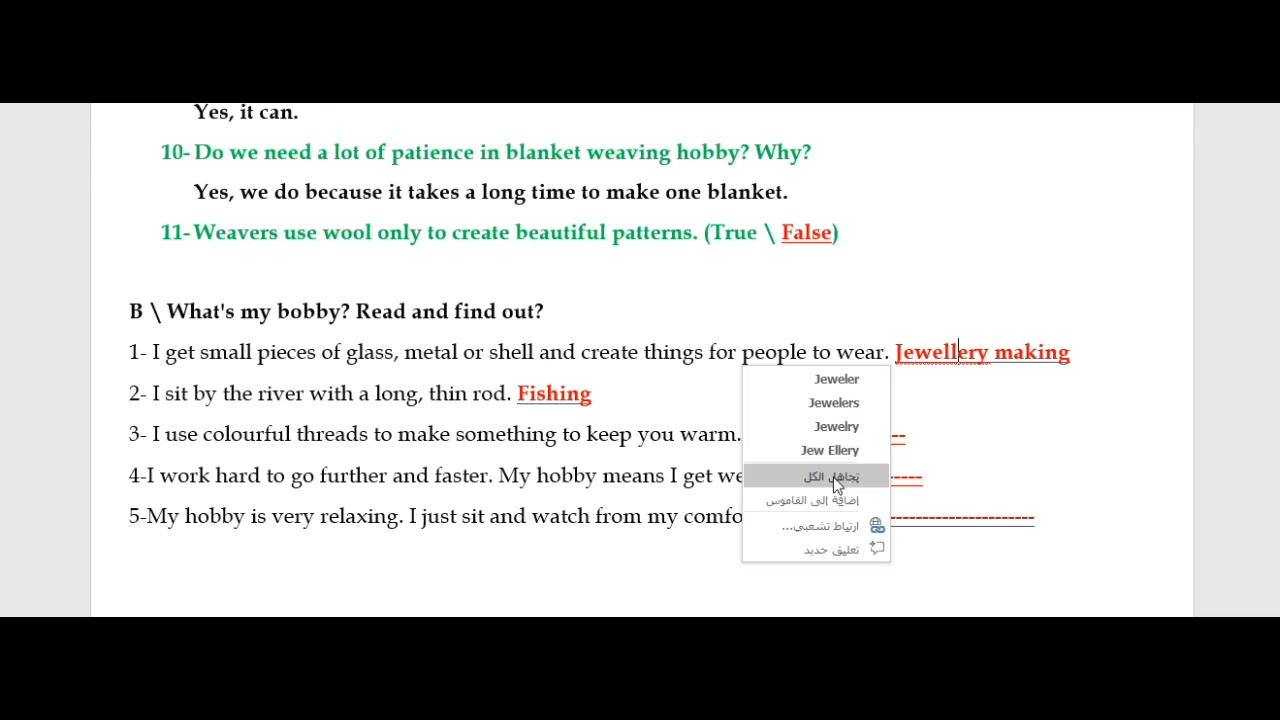 Yes, it can.
10- Do we need a lot of patience in blanket weaving hobby? Why?
Yes, we do because it takes a long time to make one blanket.
11- Weavers use wool only to create beautiful patterns. (True \ False)
B \ What's my bobby? Read and find out?
1- I get small pieces of glass, metal or shell and create things for people to wear. Jewellery making
2- I sit by the river with a long, thin rod. Fishing
3- I use colourful threads to make something to keep you warm.
4-I work hard to go further and faster. My hobby means I get
5-My hobby is very relaxing. I just sit and watch from my
Jeweler
Jewelers
Jewelry
Jew Ellery
تجاهل الكل
إضافة إلى القاموس
ارتباط تشعبي...
تعليق جديد